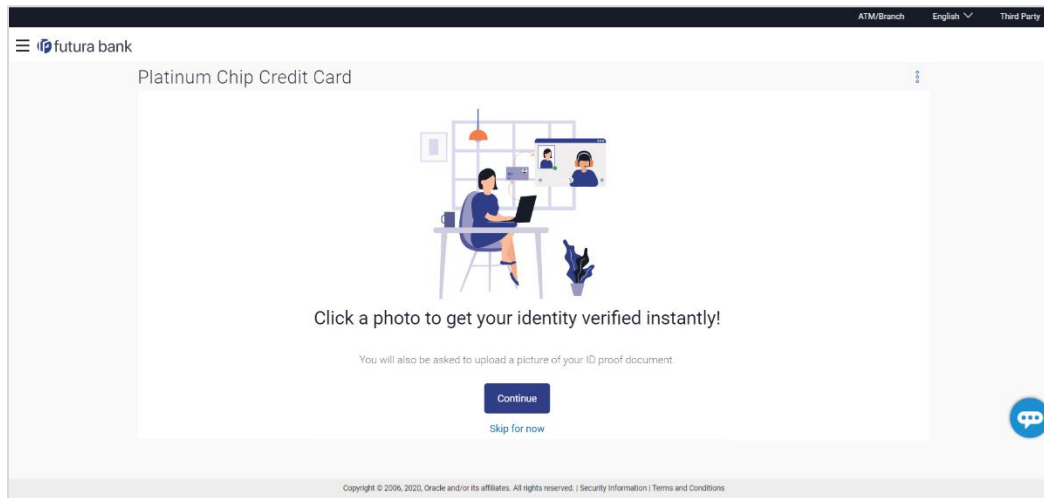 ATM/Branch English Third Party
futura bank
Platinum Chip Credit Card
Click a photo to get your identity verified instantly!
You will also be asked to upload a picture of your ID proof document.
Continue
Skip for now
Copyright © 2006, 2020, Oracle and/or its affiliates. All rights reserved. | Security Information | Terms and Conditions